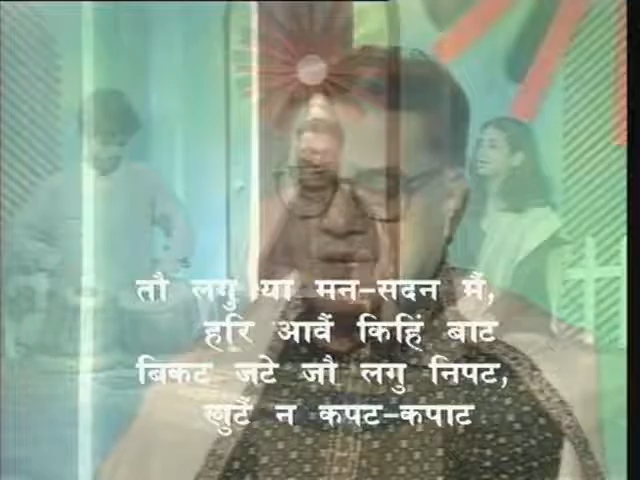 तौ लगु या मन-सदन मैं,
हरि आवैं किहिं बाट
बिकट जटे जौ लगु निपट,
खुटैं न कपट-कपाट